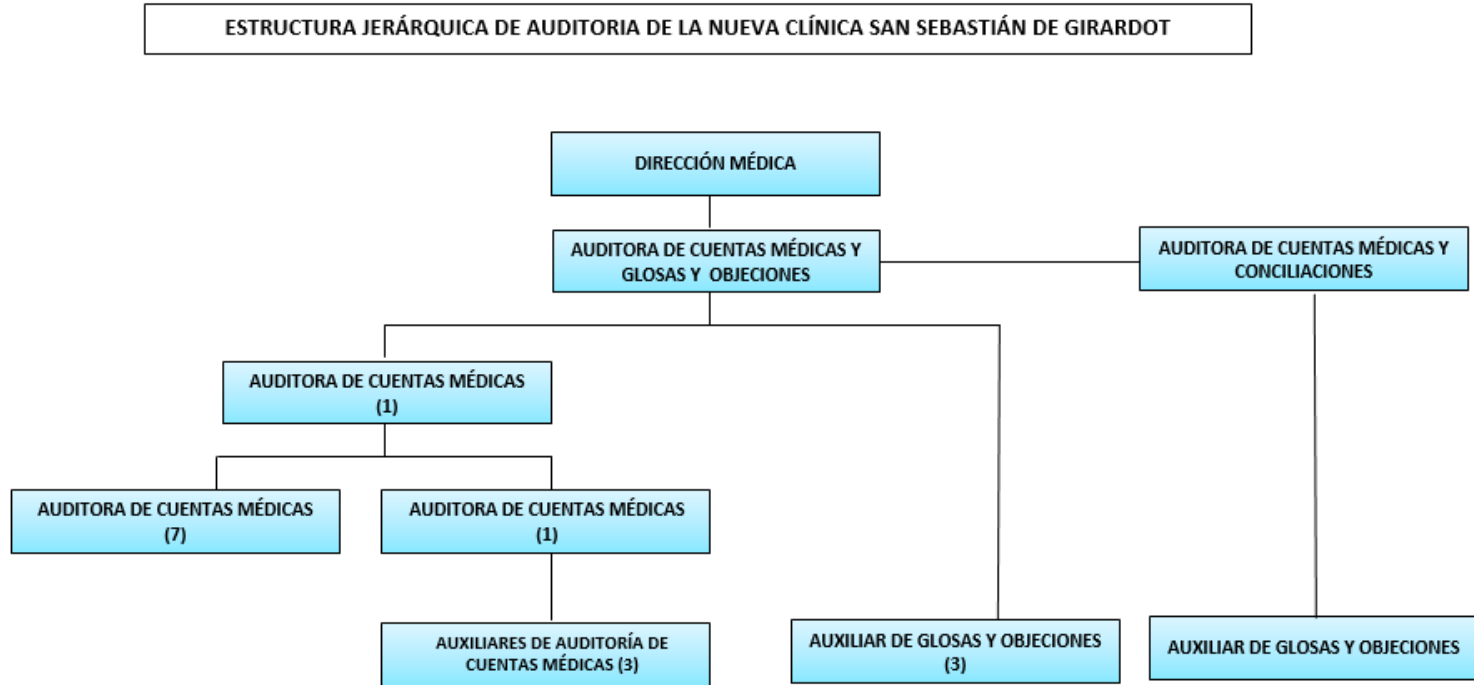 ESTRUCTURA JERÁRQUICA DE AUDITORIA DE LA NUEVA CLÍNICA SAN SEBASTIÁN DE GIRARDOT
DIRECCIÓN MÉDICA
AUDITORA DE CUENTAS MÉDICAS Y
GLOSAS Y OBJECIONES
AUDITORA DE CUENTAS MÉDICAS Y
CONCILIACIONES
AUDITORA DE CUENTAS MÉDICAS
(1)
AUDITORA DE CUENTAS MÉDICAS
(7)
AUDITORA DE CUENTAS MÉDICAS
(1)
AUXILIARES DE AUDITORÍA DE
CUENTAS MÉDICAS (3)
AUXILIAR DE GLOSAS Y OBJECIONES
(3)
AUXILIAR DE GLOSAS Y OBJECIONES